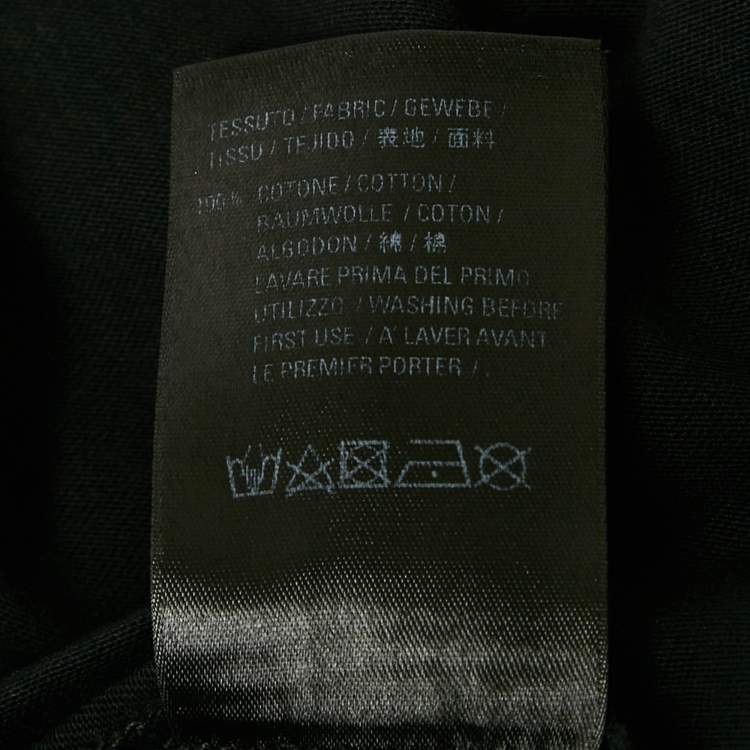 TESSUTO / FABRIC / GEWEBE /
TISSU / TEJIDO / 表地 / 面料
100% COTONE / COTTON /
BAUMWOLLE / COTON /
ALGODON / 綿 / 棉
LAVARE PRIMA DEL PRIMO
UTILIZZO / WASHING BEFORE
FIRST USE / A' LAVER AVANT
LE PREMIER PORTER / .